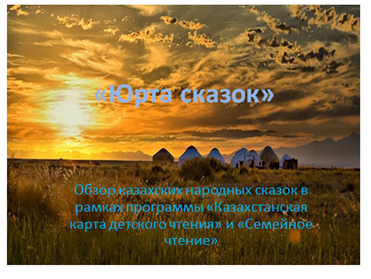 «Юрта сказок»
Обзор казахских народных сказок в
рамках программы «Казахстанская
карта детского чтения» и «Семейное
чтение»